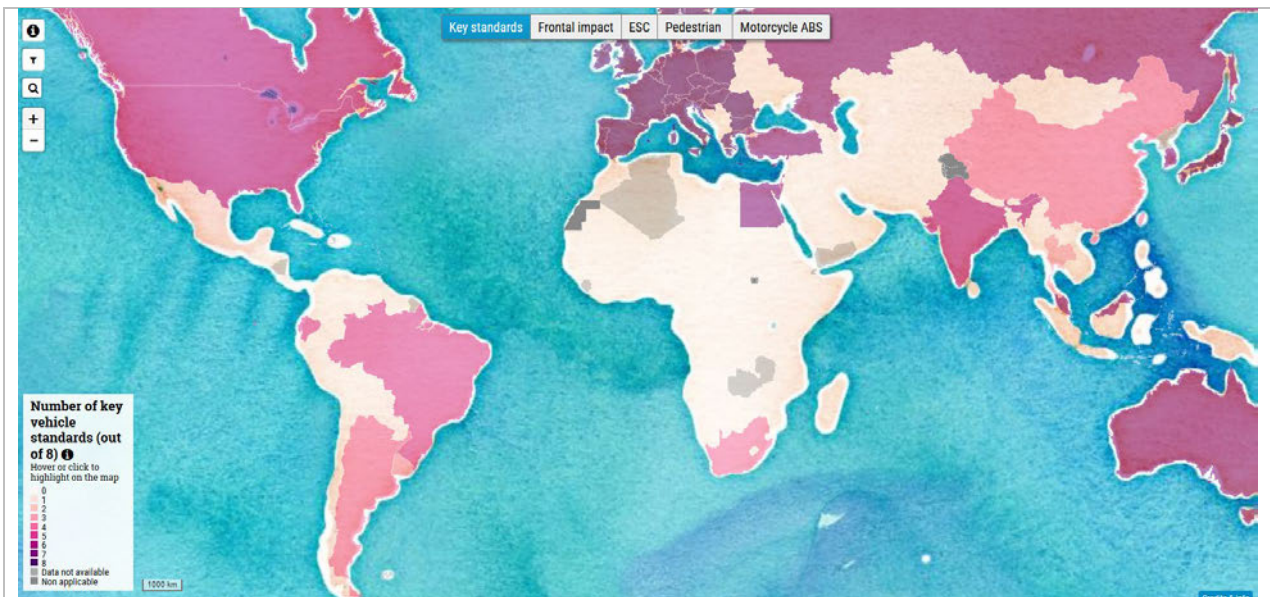 Key standards Frontal impact ESC Pedestrian Motorcycle ABS
+
−
Number of key
vehicle
standards (out
of 8)
Hover or click to
highlight on the map
0
1
2
3
4
5
6
7
8
Data not available
Non applicable
1000 km